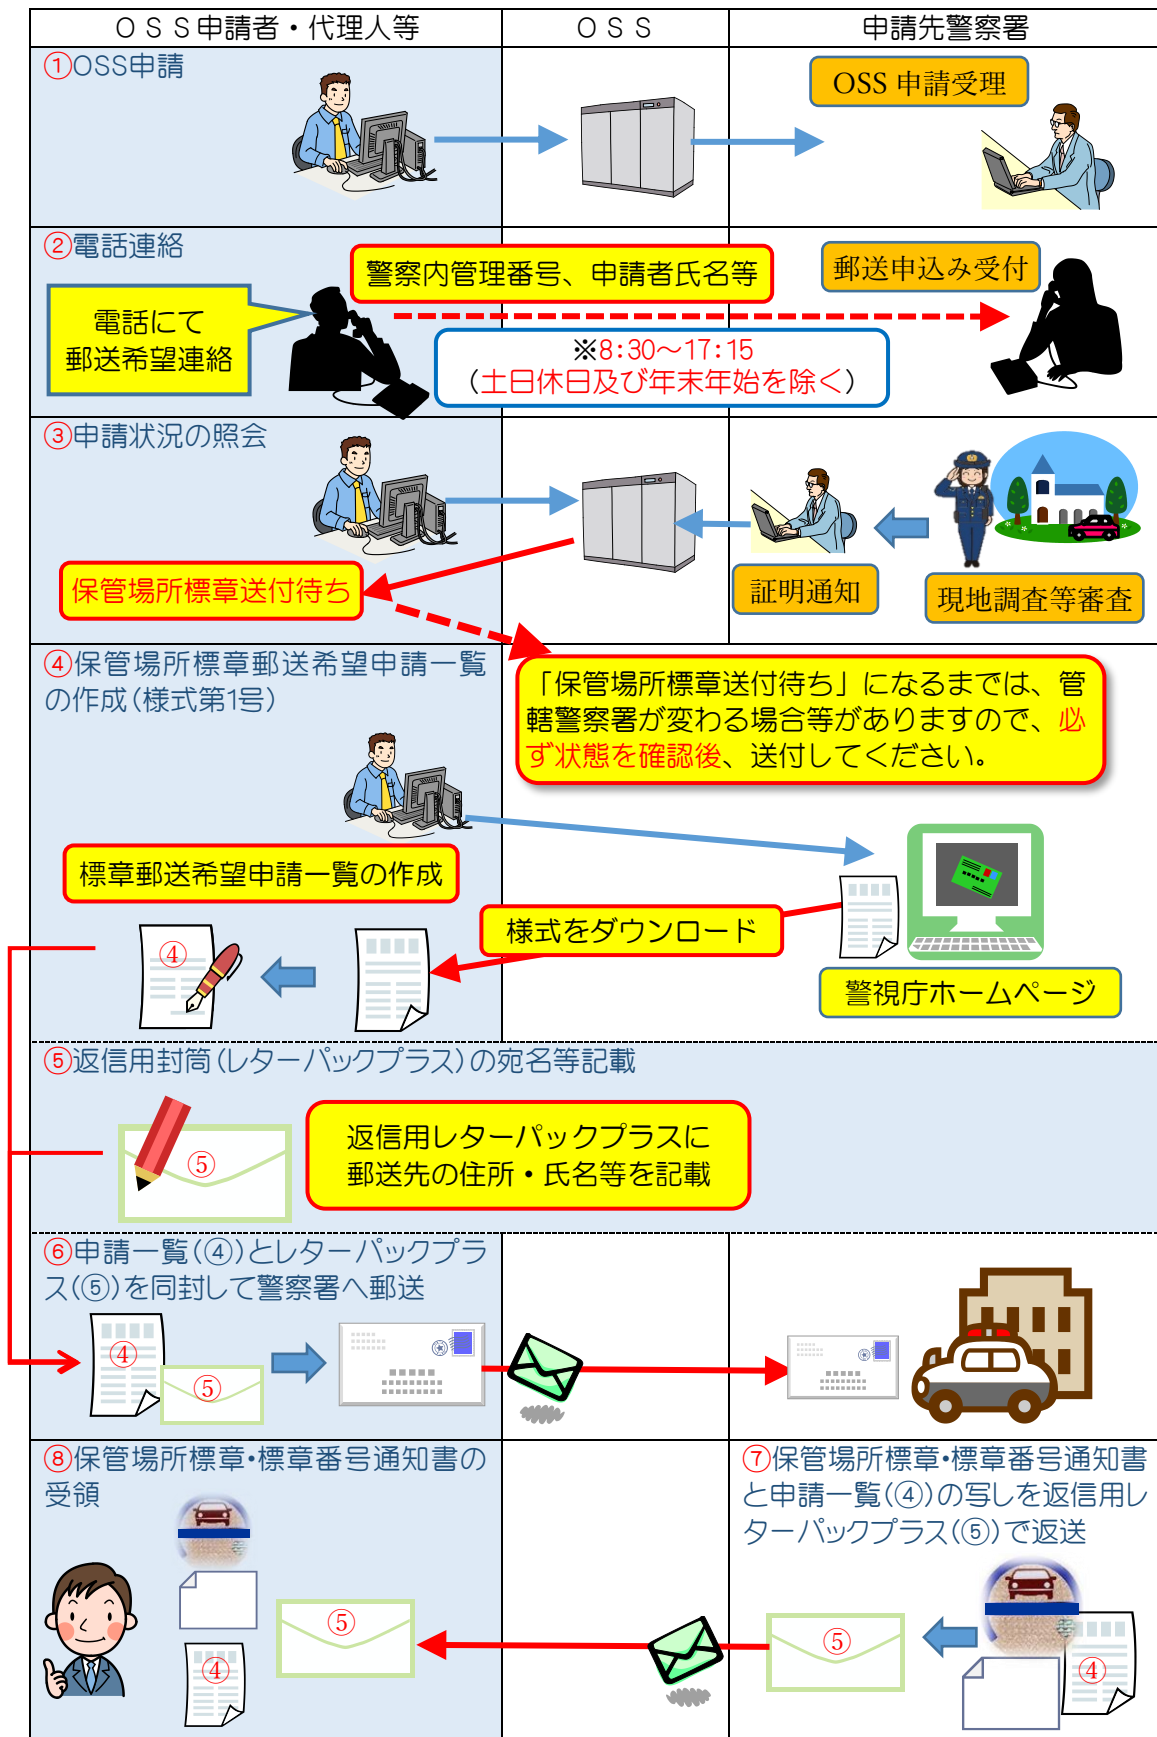 ＯＳＳ申請者・代理人等
ＯＳＳ
申請先警察署
①OSS申請
OSS 申請受理
②電話連絡
電話にて
郵送希望連絡
警察内管理番号、申請者氏名等
※8:30～17:15
（土日休日及び年末年始を除く）
郵送申込み受付
③申請状況の照会
保管場所標章送付待ち
証明通知
現地調査等審査
④保管場所標章郵送希望申請一覧
の作成（様式第1号）
「保管場所標章送付待ち」になるまでは、管
轄警察署が変わる場合等がありますので、必
ず状態を確認後、送付してください。
標章郵送希望申請一覧の作成
様式をダウンロード
④
警視庁ホームページ
⑤返信用封筒（レターパックプラス）の宛名等記載
⑤
返信用レターパックプラスに
郵送先の住所・氏名等を記載
⑥申請一覧(④)とレターパックプラ
ス(⑤)を同封して警察署へ郵送
④
⑤
⑧保管場所標章・標章番号通知書の
受領
④
⑤
⑦保管場所標章・標章番号通知書
と申請一覧(④)の写しを返信用レ
ターパックプラス(⑤)で返送
⑤
④